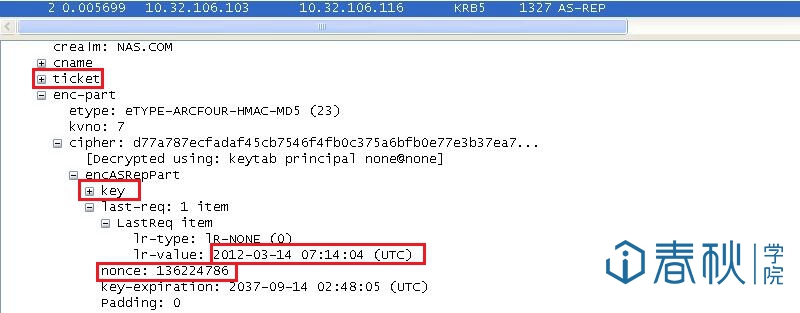 2 0.005699 10.32.106.103 10.32.106.116 KRB5 1327 AS-REP
crealm: NAS.COM
cname
ticket
enc-part
etype: eTYPE-ARCFOUR-HMAC-MD5 (23)
kvno: 7
cipher: d77a787ecfadaf45cb7546f4fb0c375a6bfb0e77e3b37ea7...
[Decrypted using: keytab principal none@none]
encASRepPart
key
last-req: 1 item
LastReq item
lr-type: lR-NONE (0)
lr-value: 2012-03-14 07:14:04 (UTC)
nonce: 136224786
key-expiration: 2037-09-14 02:48:05 (UTC)
Padding: 0
春秋学院